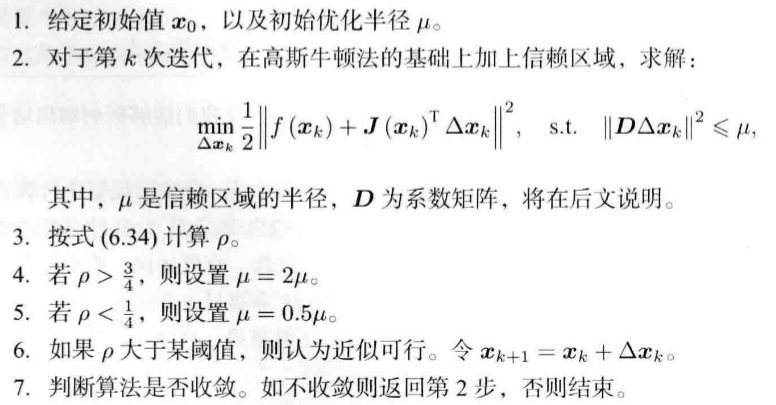 1. 给定初始值 $\boldsymbol{x}_0$，以及初始优化半径 $\mu$。
2. 对于第 $k$ 次迭代，在高斯牛顿法的基础上加上信赖区域，求解：
$$\min_{\Delta \boldsymbol{x}_k} \frac{1}{2} \left\| f(\boldsymbol{x}_k) + \boldsymbol{J}(\boldsymbol{x}_k)^{\mathrm{T}} \Delta \boldsymbol{x}_k \right\|^2, \quad \text{s.t.} \quad \|\boldsymbol{D} \Delta \boldsymbol{x}_k\|^2 \leqslant \mu,$$
其中，$\mu$ 是信赖区域的半径，$\boldsymbol{D}$ 为系数矩阵，将在后文说明。
3. 按式 (6.34) 计算 $\rho$。
4. 若 $\rho > \frac{3}{4}$，则设置 $\mu = 2\mu$。
5. 若 $\rho < \frac{1}{4}$，则设置 $\mu = 0.5\mu$。
6. 如果 $\rho$ 大于某阈值，则认为近似可行。令 $\boldsymbol{x}_{k+1} = \boldsymbol{x}_k + \Delta \boldsymbol{x}_k$。
7. 判断算法是否收敛。如不收敛则返回第 2 步，否则结束。